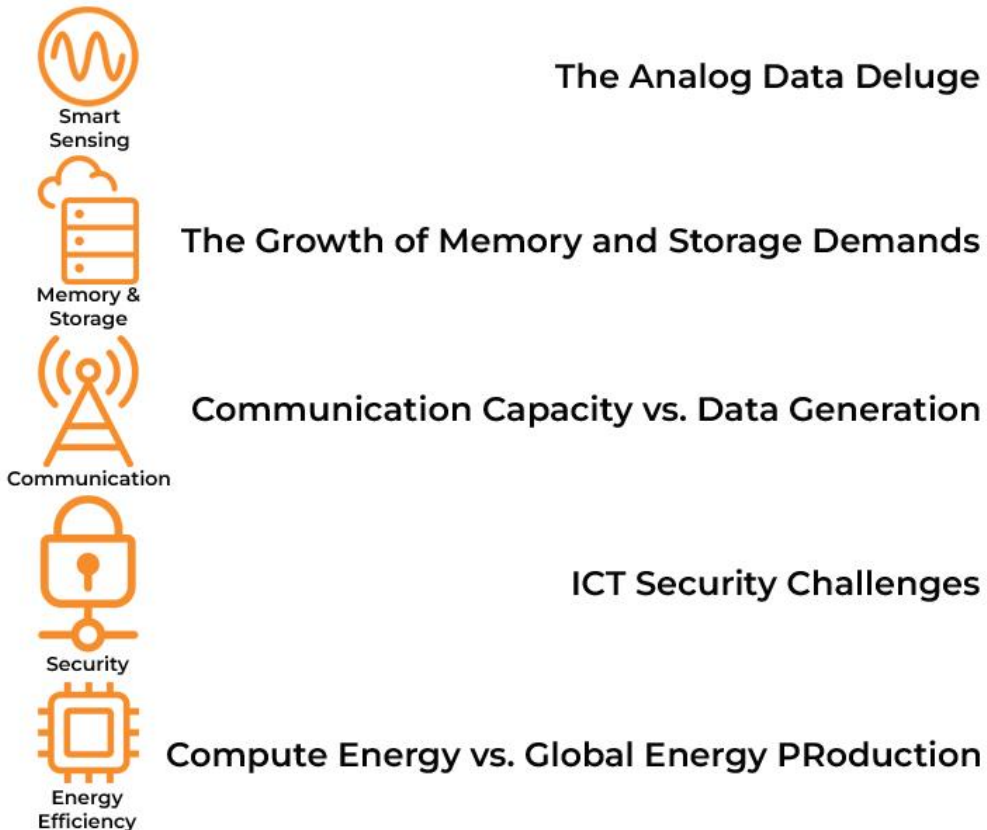 The Analog Data Deluge
Smart
Sensing
The Growth of Memory and Storage Demands
Memory &
Storage
Communication Capacity vs. Data Generation
Communication
ICT Security Challenges
Security
Compute Energy vs. Global Energy PRoduction
Energy
Efficiency